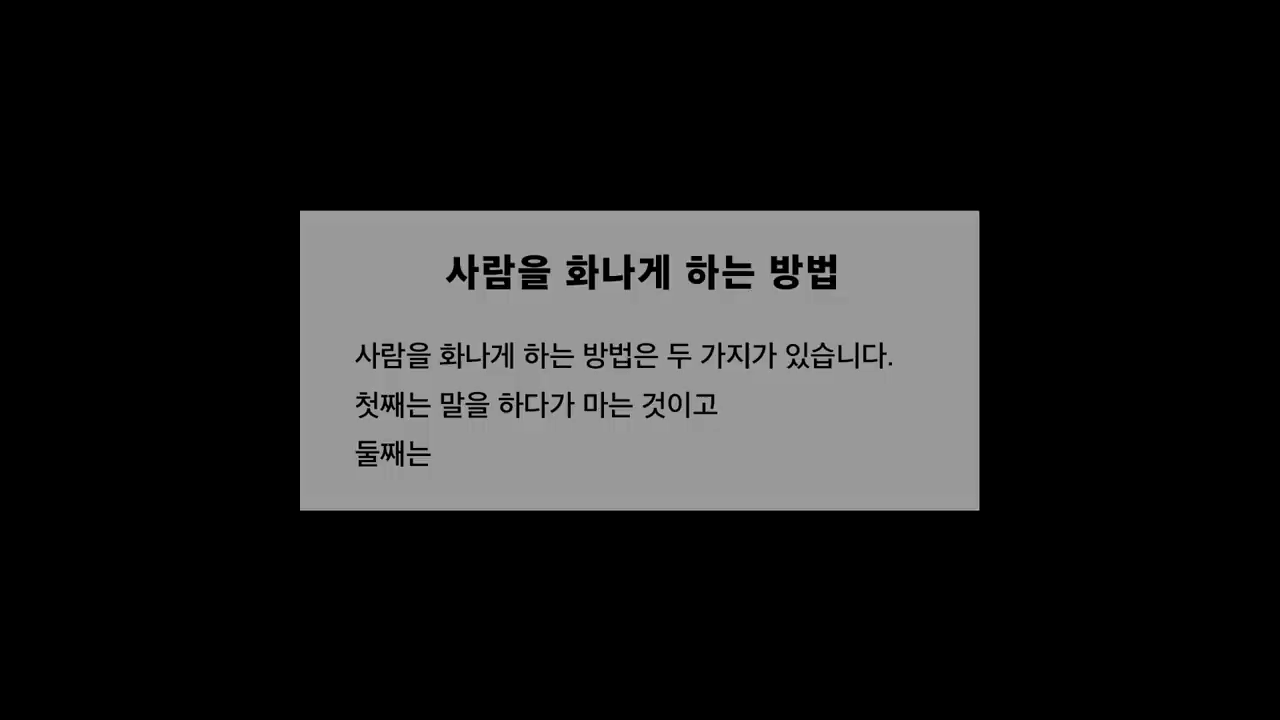 사람을 화나게 하는 방법
사람을 화나게 하는 방법은 두 가지가 있습니다.
첫째는 말을 하다가 마는 것이고
둘째는